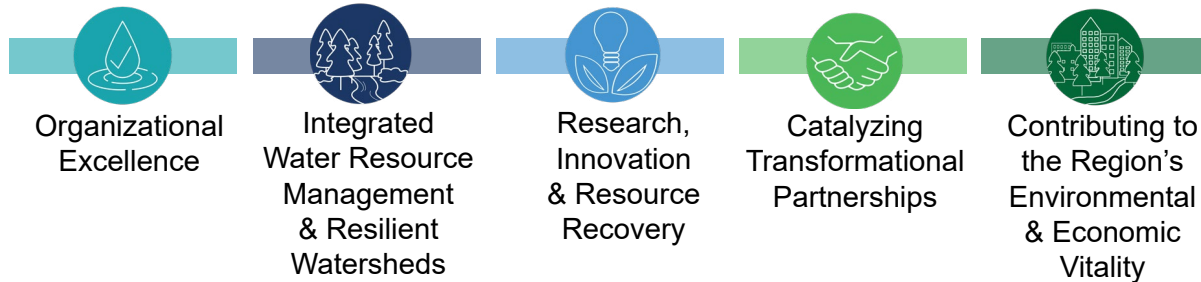 Organizational
Excellence
Integrated
Water Resource
Management
& Resilient
Watersheds
Research,
Innovation
& Resource
Recovery
Catalyzing
Transformational
Partnerships
Contributing to
the Region’s
Environmental
& Economic
Vitality